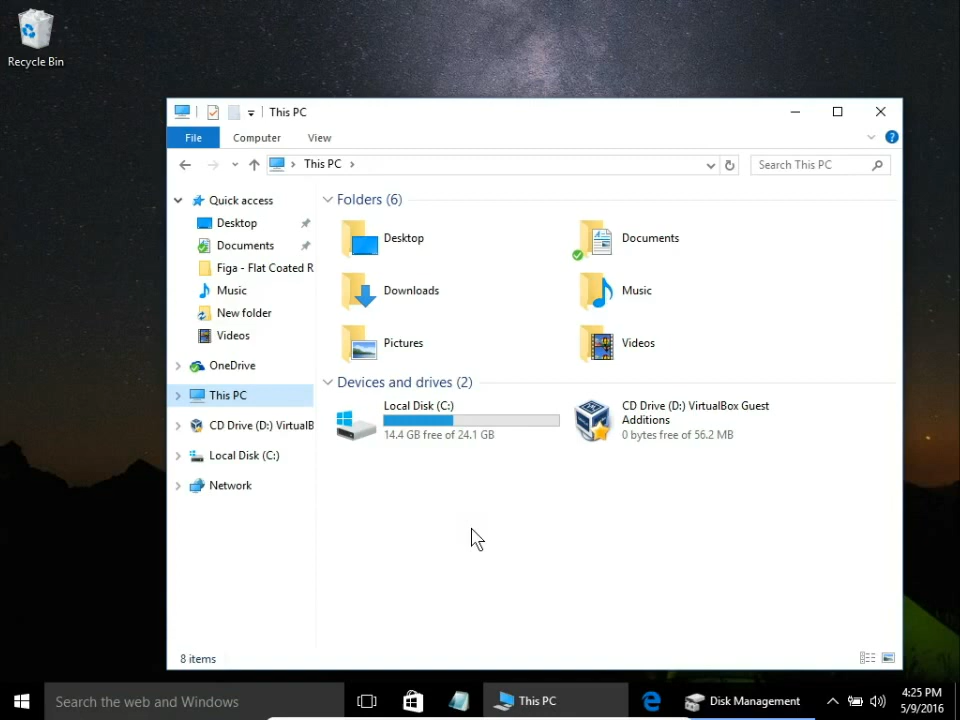 Recycle Bin
This PC
File
Computer
View
This PC
Search This PC
Quick access
Desktop
Documents
Figa - Flat Coated R
Music
New folder
Videos
OneDrive
This PC
CD Drive (D:) VirtualB
Local Disk (C:)
Network
Folders (6)
Desktop
Documents
Downloads
Music
Pictures
Videos
Devices and drives (2)
Local Disk (C:)
14.4 GB free of 24.1 GB
CD Drive (D:) VirtualBox Guest
Additions
0 bytes free of 56.2 MB
8 items
Search the web and Windows
This PC
Disk Management
4:25 PM
5/9/2016